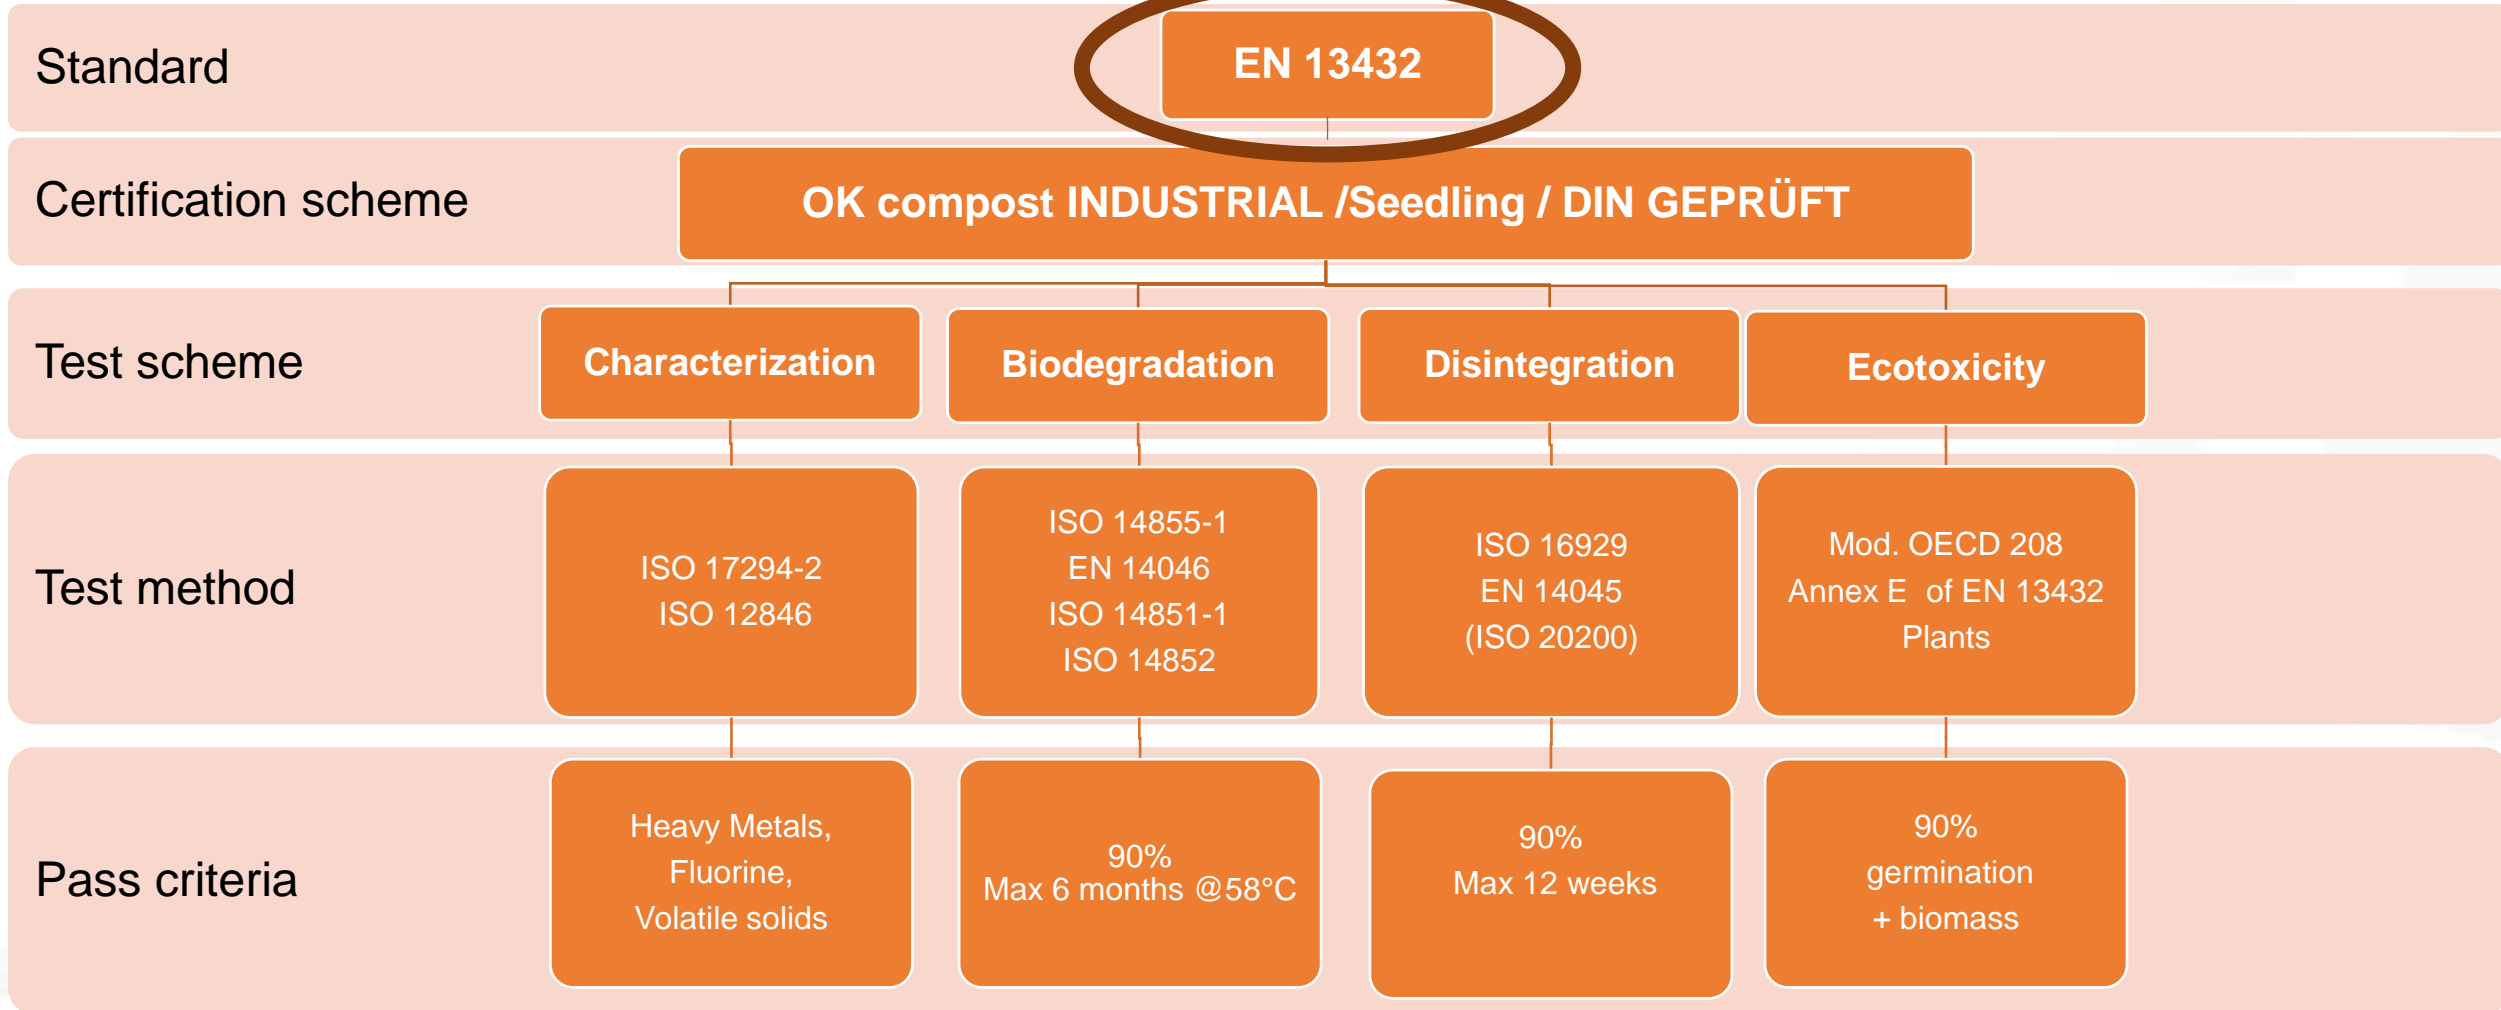 Standard
EN 13432
Certification scheme
OK compost INDUSTRIAL /Seedling / DIN GEPRÜFT
Test scheme
Characterization
Biodegradation
Disintegration
Ecotoxicity
Test method
ISO 17294-2
ISO 12846
ISO 14855-1
EN 14046
ISO 14851-1
ISO 14852
ISO 16929
EN 14045
(ISO 20200)
Mod. OECD 208
Annex E of EN 13432
Plants
Pass criteria
Heavy Metals,
Fluorine,
Volatile solids
90%
Max 6 months @58°C
90%
Max 12 weeks
90%
germination
+ biomass